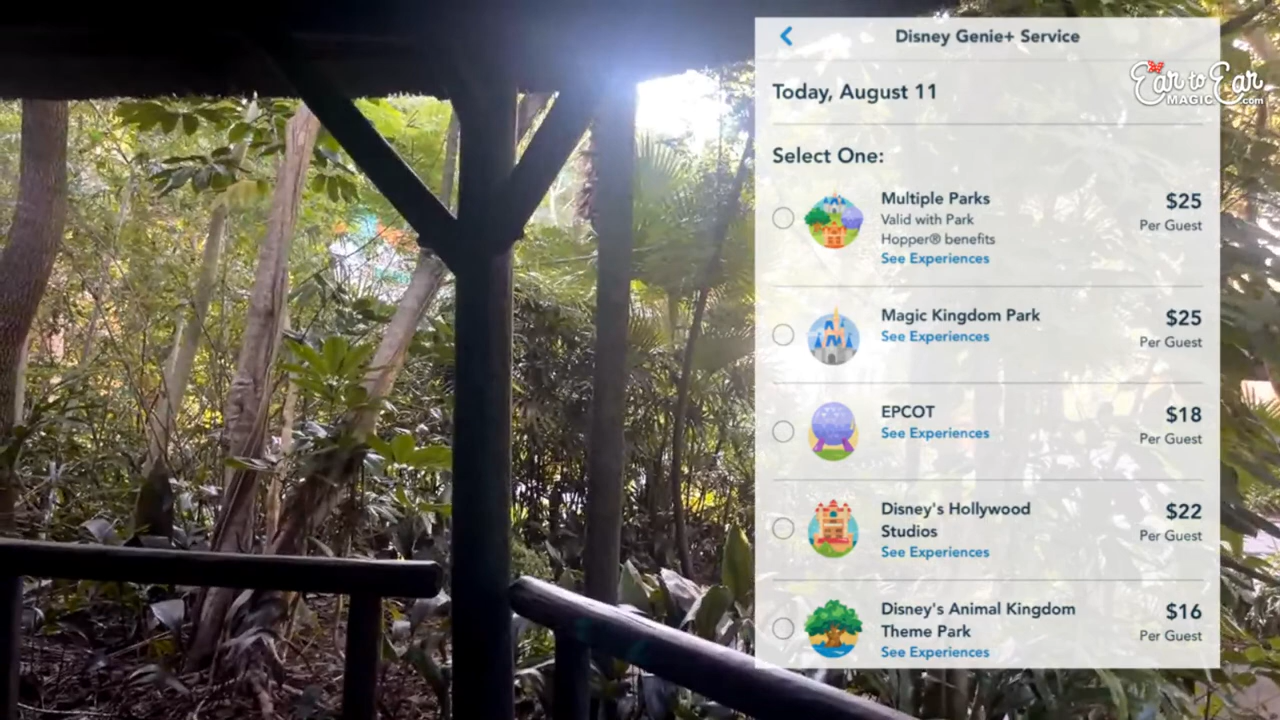 Disney Genie+ Service
Ear to Ear
MAGIC.com
Today, August 11
Select One:
Multiple Parks
$25
Valid with Park
Per Guest
Hopper® benefits
See Experiences
Magic Kingdom Park
$25
See Experiences
Per Guest
EPCOT
$18
See Experiences
Per Guest
Disney's Hollywood
$22
Studios
Per Guest
See Experiences
Disney's Animal Kingdom
$16
Theme Park
Per Guest
See Experiences